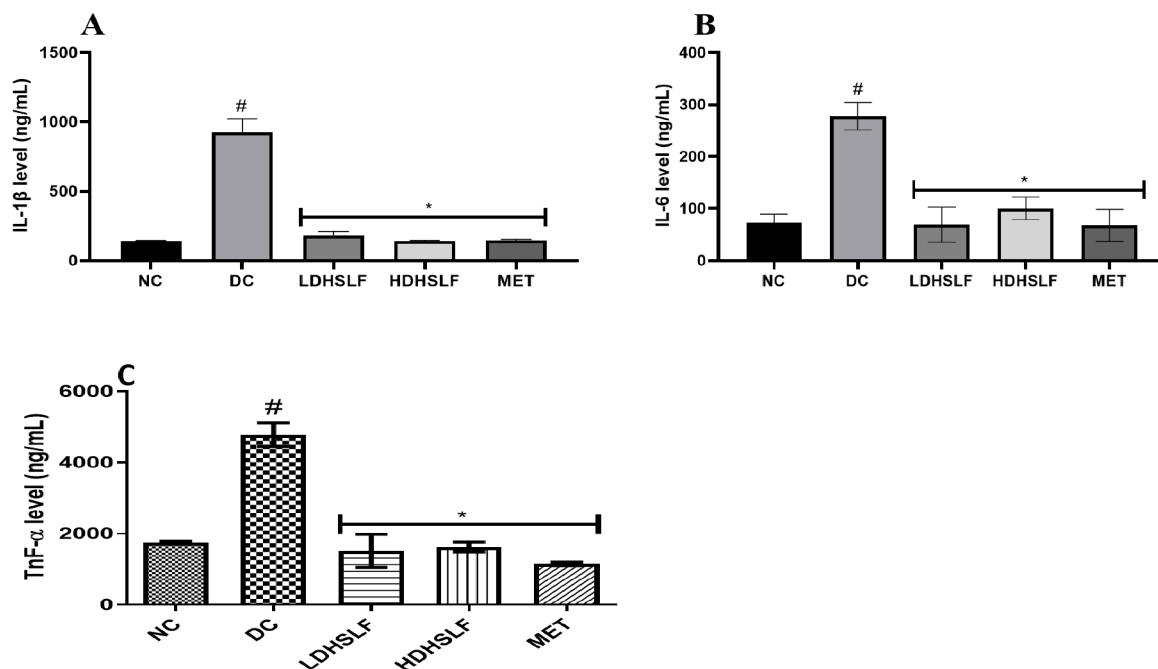 A
IL-1β level (ng/mL)
1500
1000
500
0
#
*
NC DC LDHSLF HDHSLF MET
B
IL-6 level (ng/mL)
400
300
200
100
0
#
*
NC DC LDHSLF HDHSLF MET
C
TnF-α level (ng/mL)
6000
4000
2000
0
#
*
NC DC LDHSLF HDHSLF MET